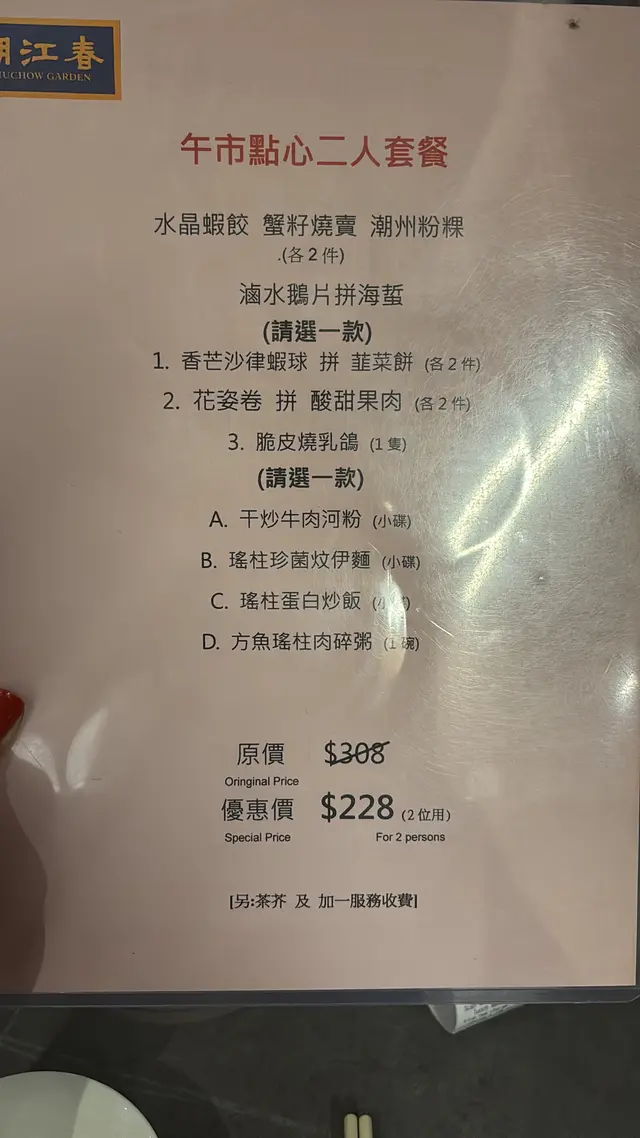 江春
CHOW GARDEN
午市點心二人套餐
水晶蝦餃 蟹籽燒賣 潮州粉粿
.(各 2 件)
滷水鵝片拼海蜇
(請選一款)
1. 香芒沙律蝦球 拼 韮菜餅 (各 2 件)
2. 花姿卷 拼 酸甜果肉 (各 2 件)
3. 脆皮燒乳鴿 (1 隻)
(請選一款)
A. 干炒牛肉河粉 (小碟)
B. 瑤柱珍菌炆伊麵 (小碟)
C. 瑤柱蛋白炒飯
D. 方魚瑤柱肉碎粥 (1 碗)
原價 $308
Oringinal Price
優惠價 $228 (2 位用)
Special Price For 2 persons
[另:茶芥 及 加一服務收費]